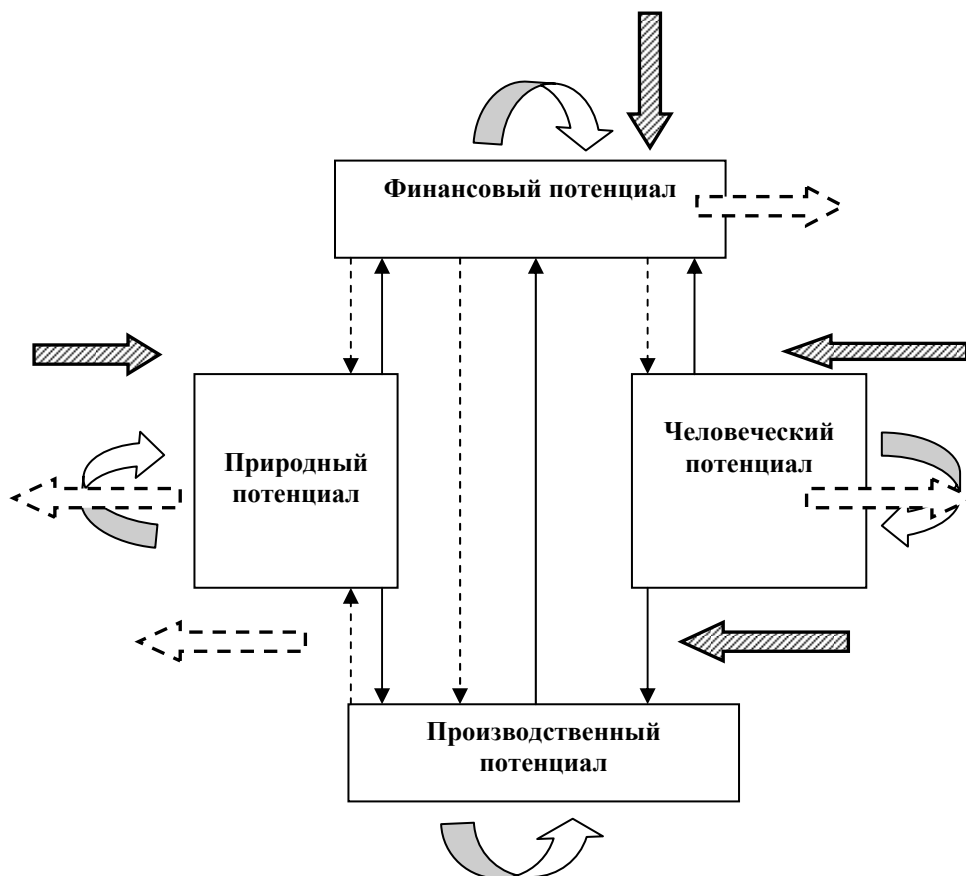 Финансовый потенциал
Природный
потенциал
Человеческий
потенциал
Производственный
потенциал